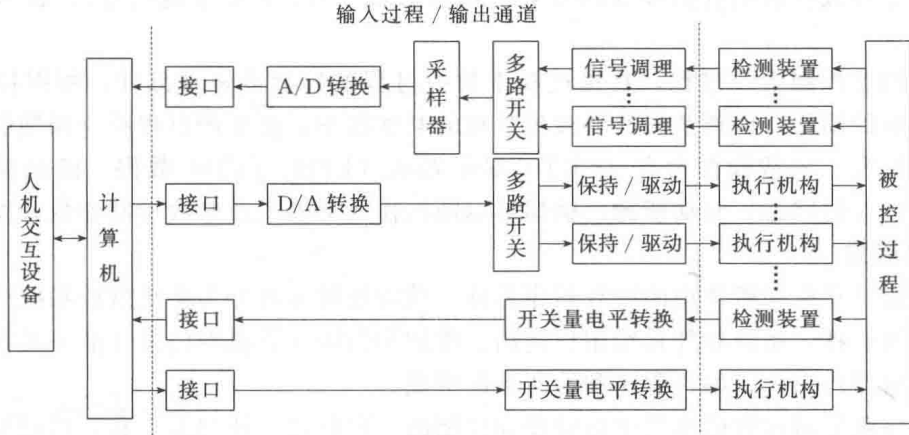 输入过程 / 输出通道
人机交互设备
计算机
接口
A/D 转换
采样器
多路开关
信号调理
检测装置
信号调理
检测装置
接口
D/A 转换
多路开关
保持 / 驱动
执行机构
保持 / 驱动
执行机构
被控过程
接口
开关量电平转换
检测装置
接口
开关量电平转换
执行机构